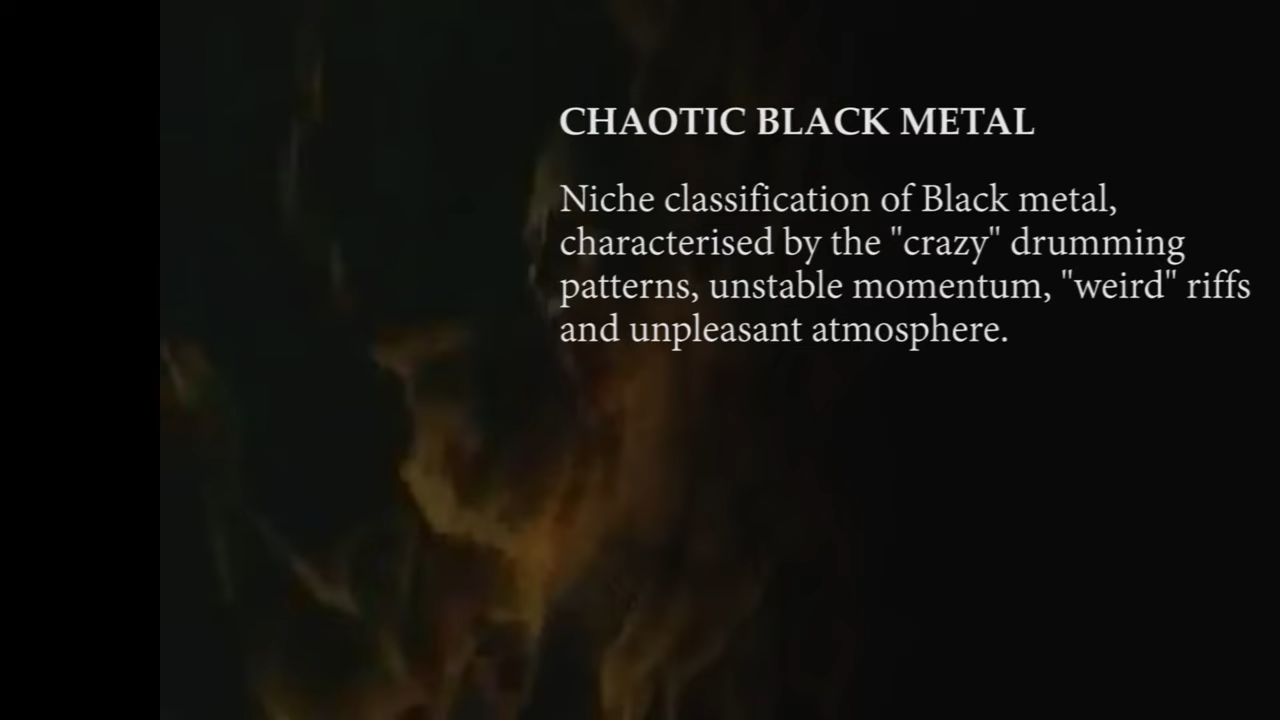 CHAOTIC BLACK METAL
Niche classification of Black metal,
characterised by the "crazy" drumming
patterns, unstable momentum, "weird" riffs
and unpleasant atmosphere.